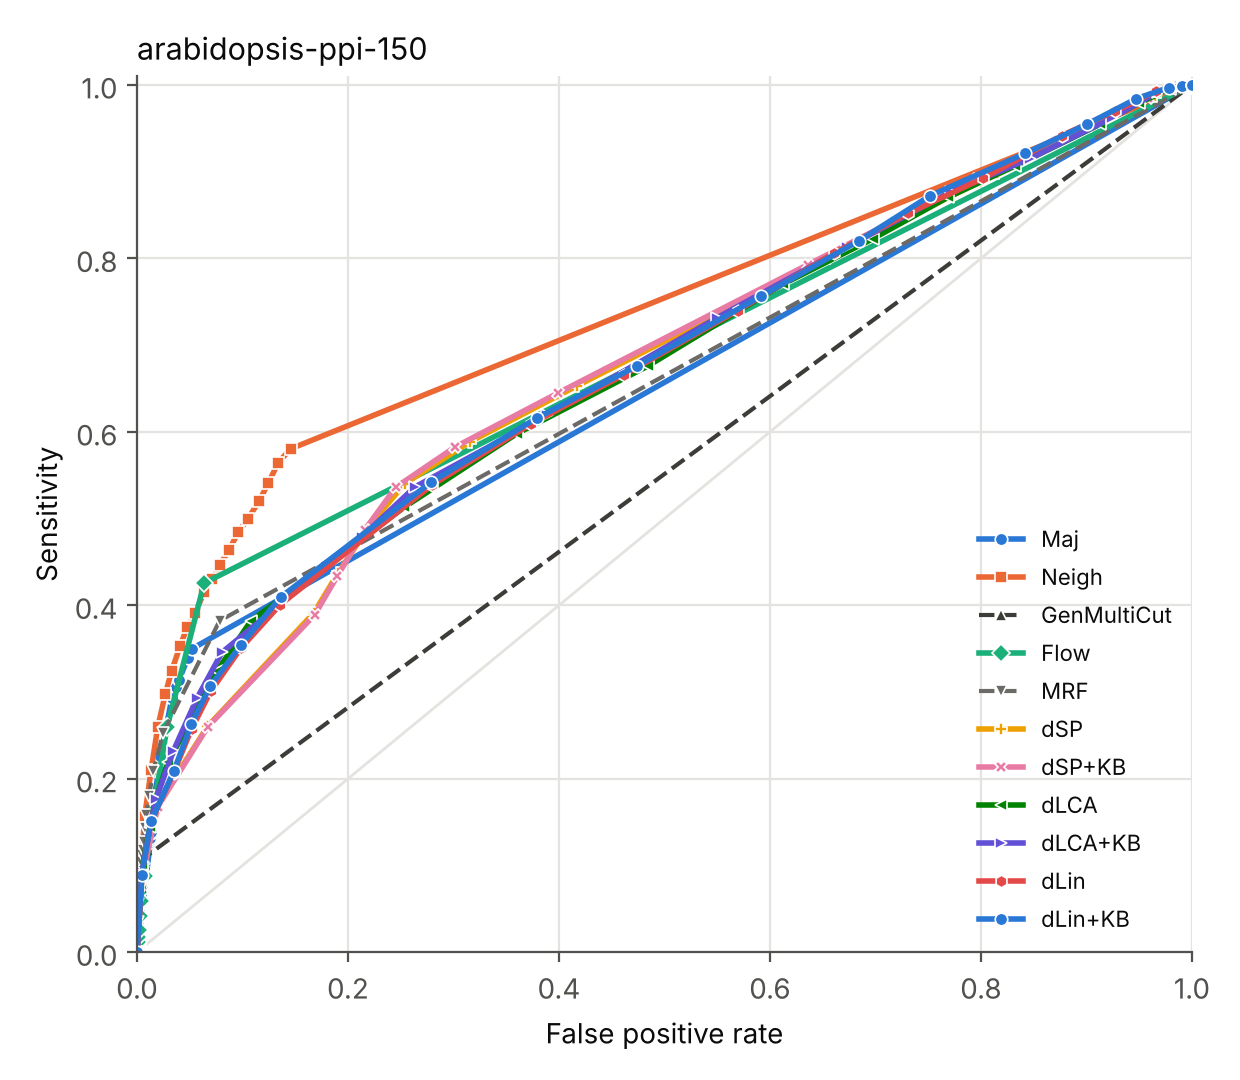 arabidopsis-ppi-150
1.0
0.8
0.6
0.4
0.2
0.0
Sensitivity
Maj
Neigh
GenMultiCut
Flow
MRF
dSP
dSP+KB
dLCA
dLCA+KB
dLin
dLin+KB
0.0 0.2 0.4 0.6 0.8 1.0
False positive rate